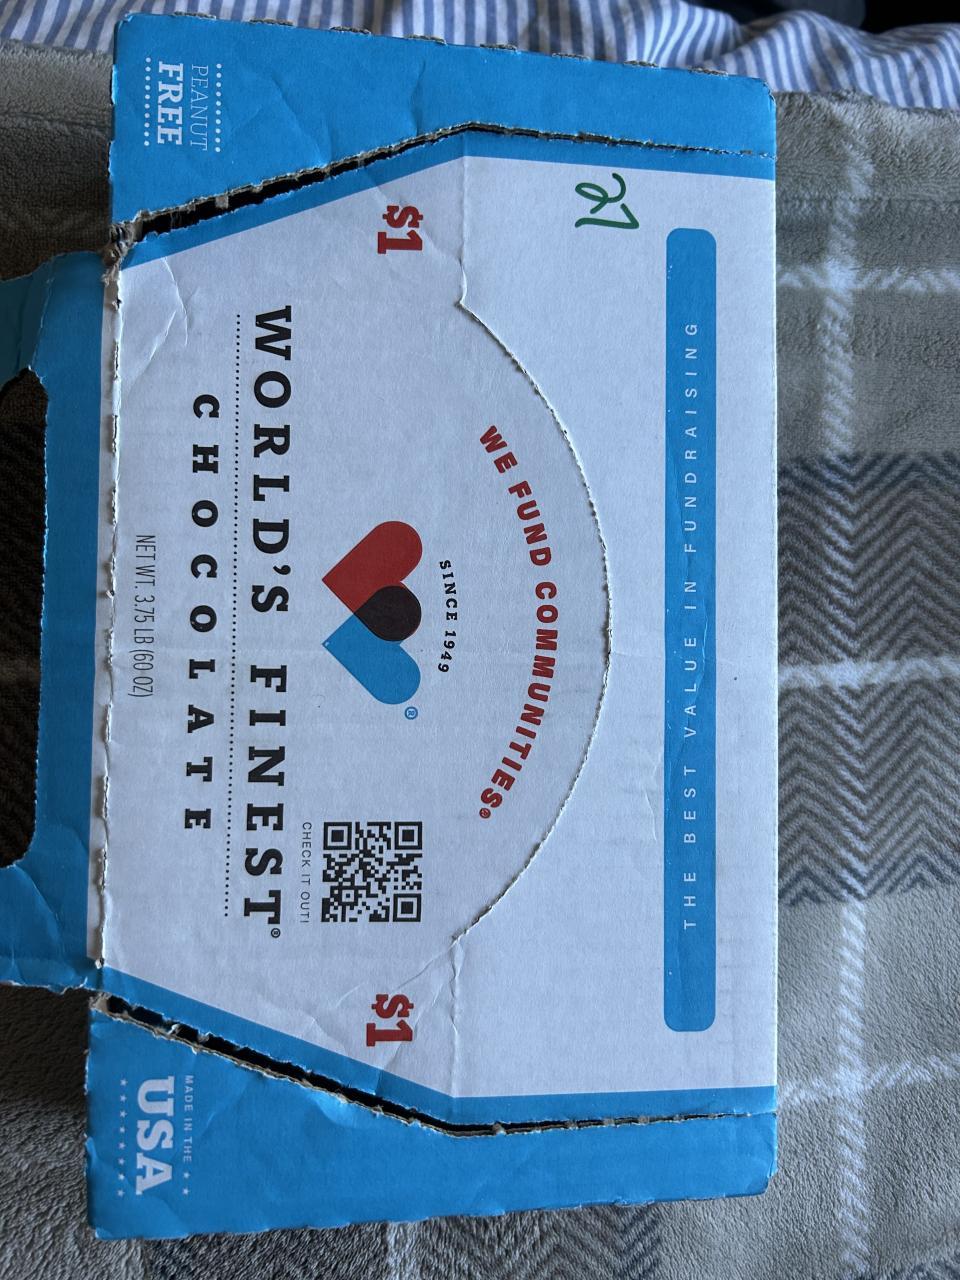 PEANUT
FREE
$1
$1
WE FUND COMMUNITIES®
SINCE 1949
®
CHECK IT OUT!
WORLD'S FINEST®
CHOCOLATE
NET WT. 3.75 LB (60-OZ)
MADE IN THE
USA
THE BEST VALUE IN FUNDRAISING